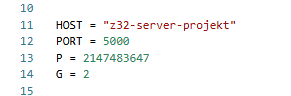 10
11 HOST = "z32-server-projekt"
12 PORT = 5000
13 P = 2147483647
14 G = 2
15